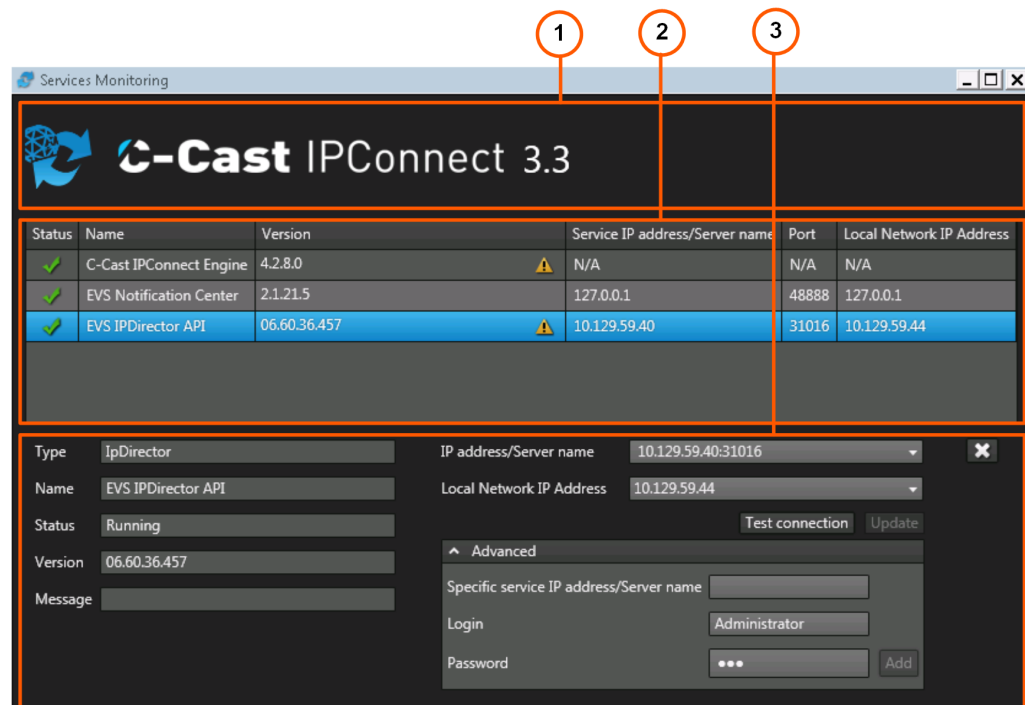 1 2 3
Services Monitoring
C-Cast IPConnect 3.3
Status Name Version Service IP address/Server name Port Local Network IP Address
C-Cast IPConnect Engine 4.2.8.0 N/A N/A N/A
EVS Notification Center 2.1.21.5 127.0.0.1 48888 127.0.0.1
EVS IPDirector API 06.60.36.457 10.129.59.40 31016 10.129.59.44
Type IpDirector IP address/Server name 10.129.59.40:31016
Name EVS IPDirector API Local Network IP Address 10.129.59.44
Status Running Test connection Update
Version 06.60.36.457 Advanced
Message Specific service IP address/Server name
Login Administrator
Password ●●● Add